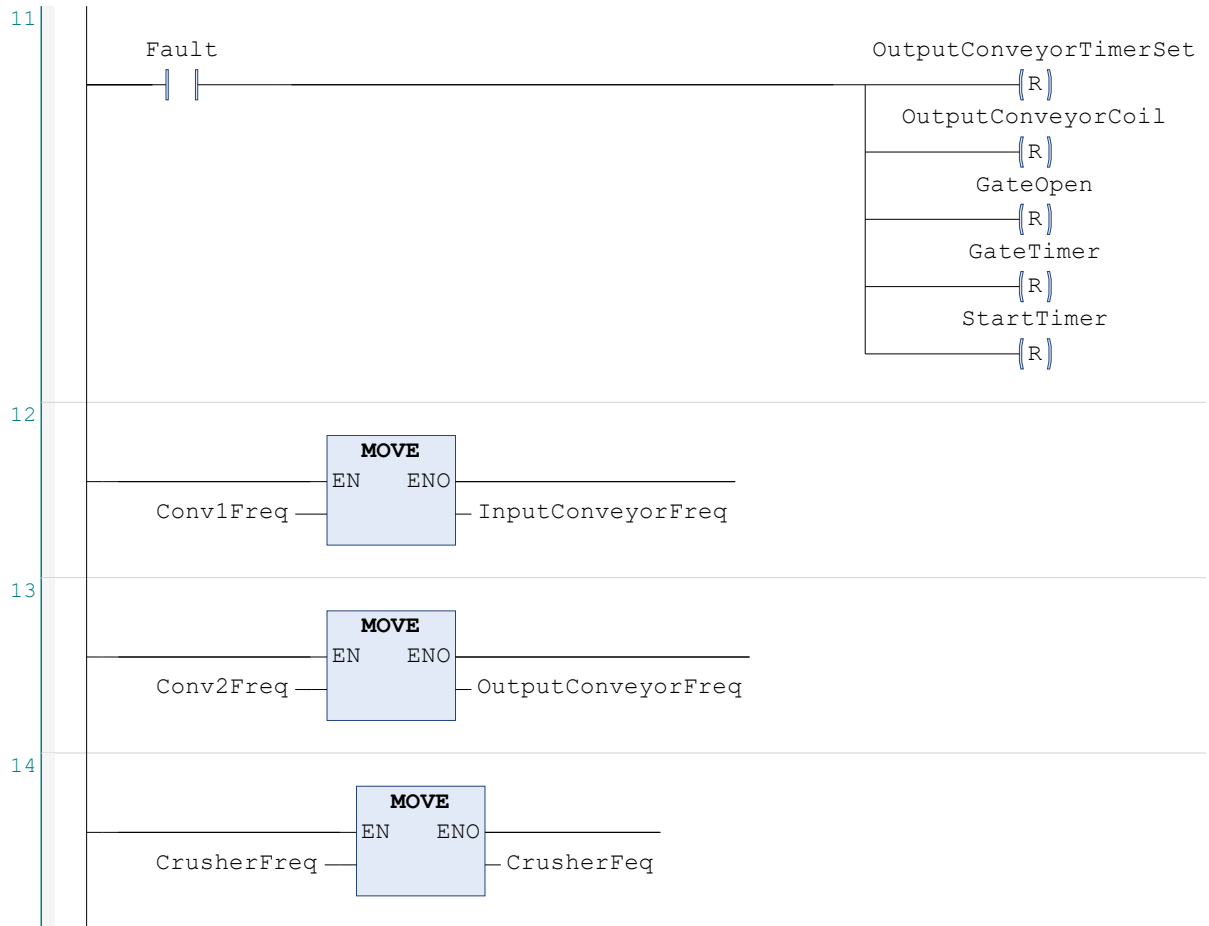 11
Fault
OutputConveyorTimerSet
R
OutputConveyorCoil
R
GateOpen
R
GateTimer
R
StartTimer
R
12
MOVE
EN ENO
Conv1Freq InputConveyorFreq
13
MOVE
EN ENO
Conv2Freq OutputConveyorFreq
14
MOVE
EN ENO
CrusherFreq CrusherFeq